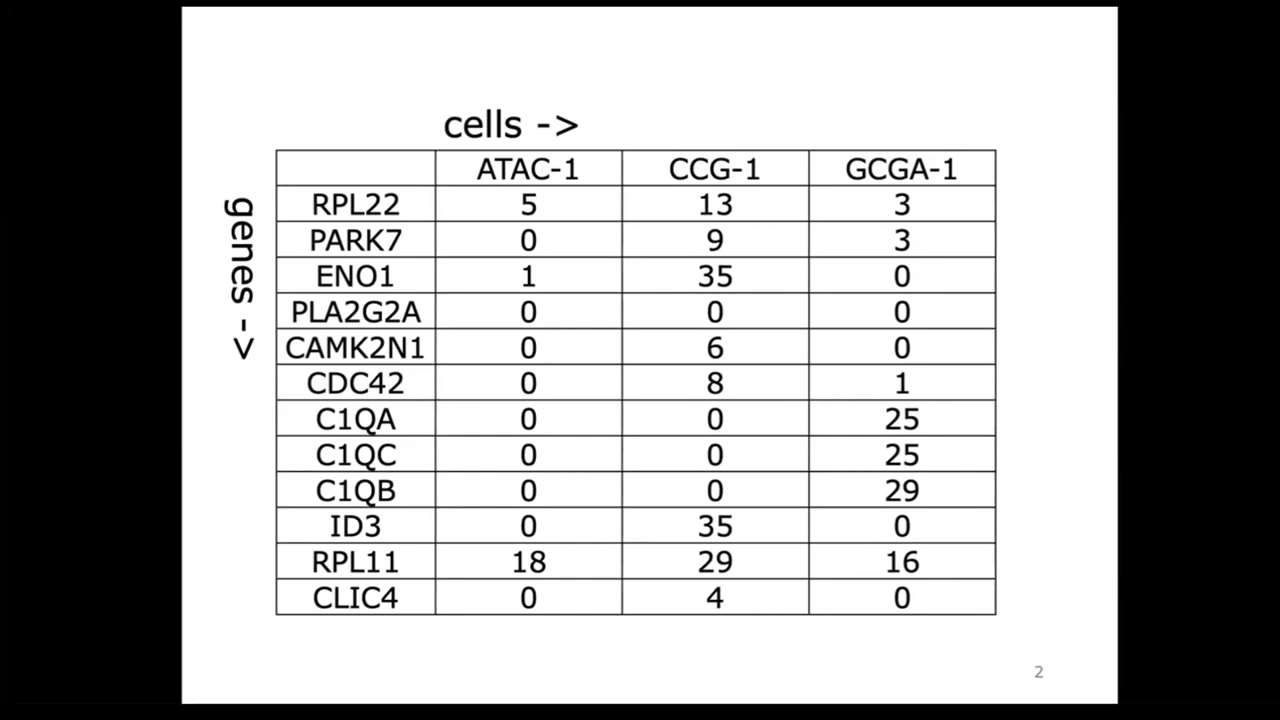 cells ->
genes ->
ATAC-1 CCG-1 GCGA-1
RPL22 5 13 3
PARK7 0 9 3
ENO1 1 35 0
PLA2G2A 0 0 0
CAMK2N1 0 6 0
CDC42 0 8 1
C1QA 0 0 25
C1QC 0 0 25
C1QB 0 0 29
ID3 0 35 0
RPL11 18 29 16
CLIC4 0 4 0
2